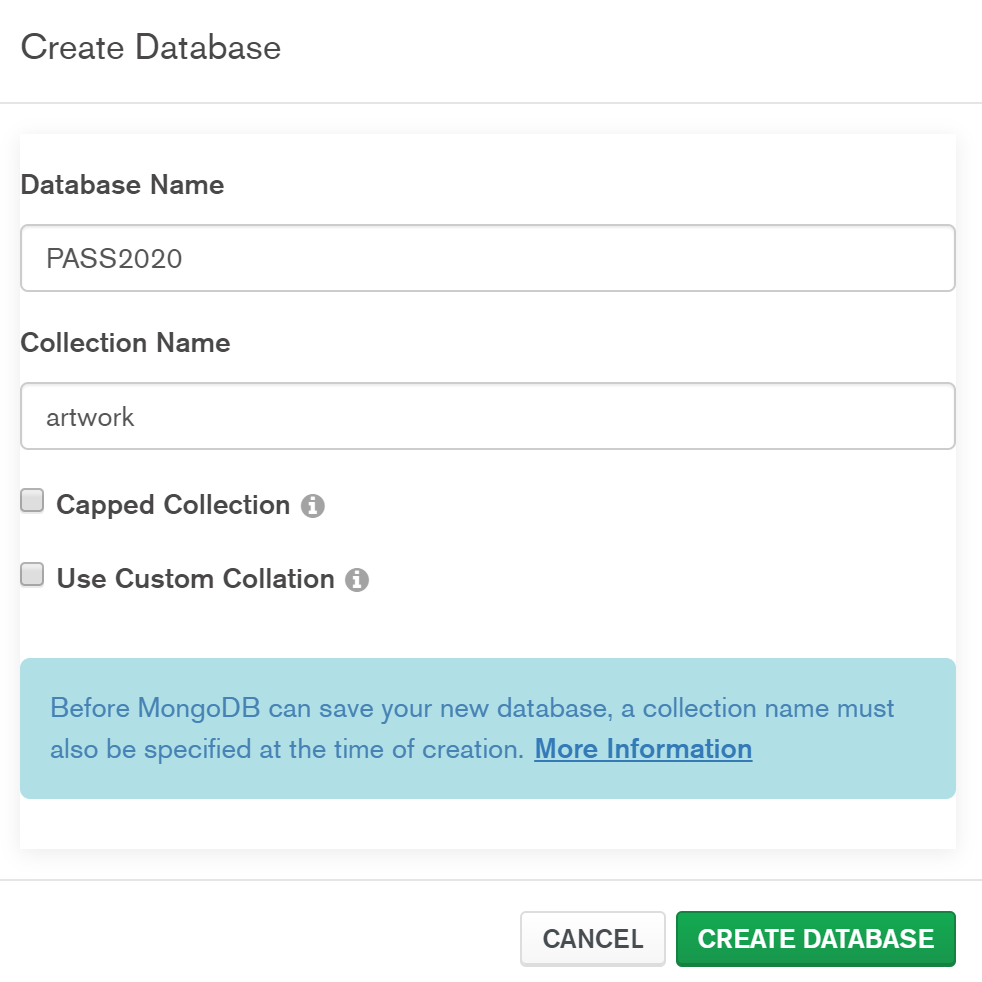 Create Database
Database Name
PASS2020
Collection Name
artwork
Capped Collection
Use Custom Collation
Before MongoDB can save your new database, a collection name must
also be specified at the time of creation. More Information
CANCEL CREATE DATABASE